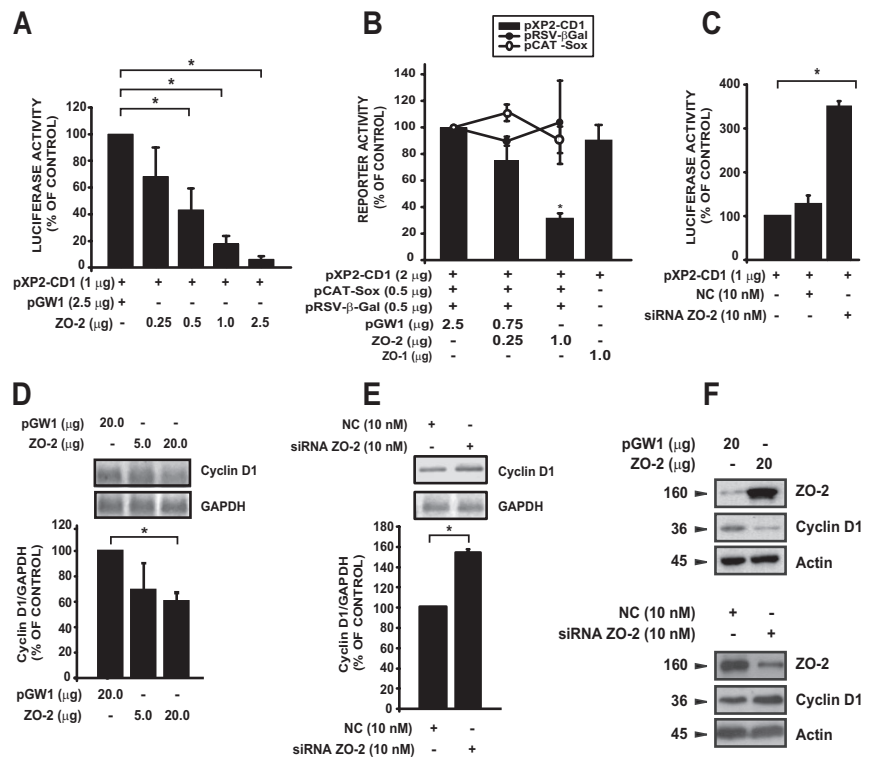 A
LUCIFERASE ACTIVITY
(% OF CONTROL)
120
100
80
60
40
20
0
*
*
*
pXP2-CD1 (1 µg) + + + + +
pGW1 (2.5 µg) + - - - -
ZO-2 (µg) - 0.25 0.5 1.0 2.5
B
pXP2-CD1
pRSV-βGal
pCAT -Sox
REPORTER ACTIVITY
(% OF CONTROL)
140
120
100
80
60
40
20
0
*
pXP2-CD1 (2 µg) + + + +
pCAT-Sox (0.5 µg) + + + -
pRSV-β-Gal (0.5 µg) + + + -
pGW1 (µg) 2.5 0.75 - -
ZO-2 (µg) - 0.25 1.0 -
ZO-1 (µg) - - - 1.0
C
LUCIFERASE ACTIVITY
(% OF CONTROL)
400
300
200
100
0
*
pXP2-CD1 (1 µg) + + +
NC (10 nM) - + -
siRNA ZO-2 (10 nM) - - +
D
pGW1 (µg) 20.0 - -
ZO-2 (µg) - 5.0 20.0
Cyclin D1
GAPDH
Cyclin D1/GAPDH
(% OF CONTROL)
120
100
80
60
40
20
0
*
pGW1 (µg) 20.0 - -
ZO-2 (µg) - 5.0 20.0
E
NC (10 nM) + -
siRNA ZO-2 (10 nM) - +
Cyclin D1
GAPDH
Cyclin D1/GAPDH
(% OF CONTROL)
180
160
140
120
100
80
60
40
20
0
*
NC (10 nM) + -
siRNA ZO-2 (10 nM) - +
F
pGW1 (µg) 20 -
ZO-2 (µg) - 20
160 ZO-2
36 Cyclin D1
45 Actin
NC (10 nM) + -
siRNA ZO-2 (10 nM) - +
160 ZO-2
36 Cyclin D1
45 Actin